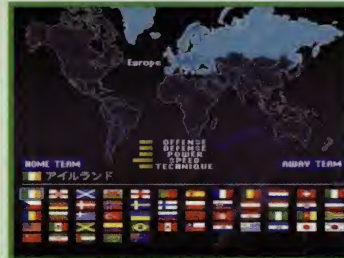 Europe
OFFENSE
DEFENSE
POWER
SPEED
TECHNIQUE
HOME TEAM
AWAY TEAM
アイルランド